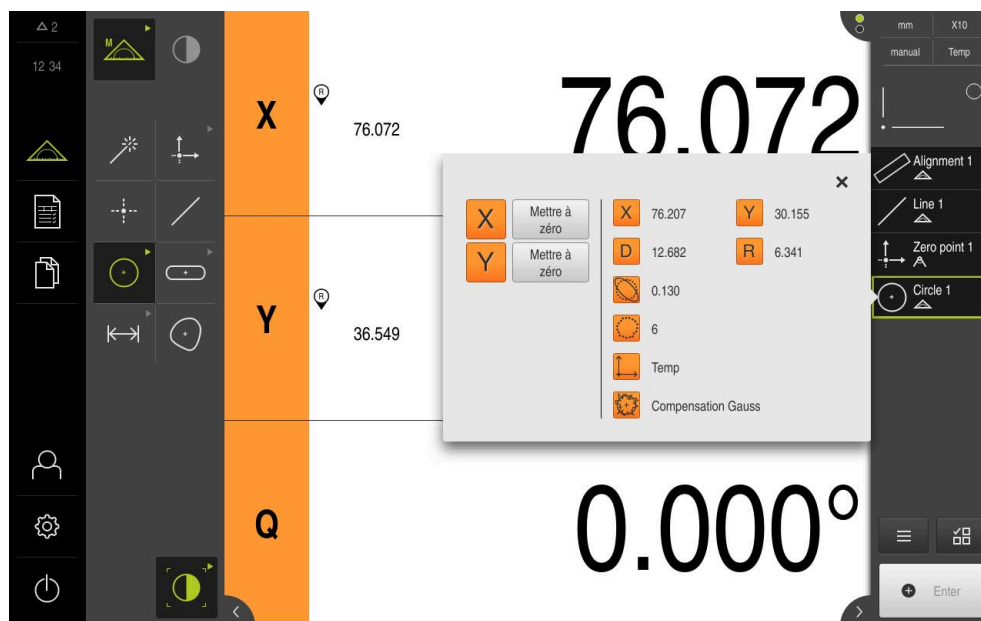 2
12 34
M
X
R
76.072
76.072
Y
R
36.549
Q
0.000°
X
Mettre à
zéro
Y
Mettre à
zéro
X 76.207 Y 30.155
D 12.682 R 6.341
0.130
6
Temp
Compensation Gauss
mm X10
manual Temp
Alignment 1
Line 1
Zero point 1
Circle 1
Enter